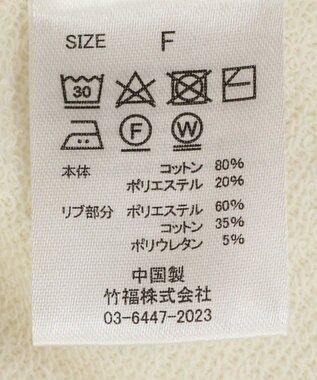 SIZE F
30
F W
本体 コットン 80%
ポリエステル 20%
リブ部分 ポリエステル 60%
コットン 35%
ポリウレタン 5%
中国製
竹福株式会社
03-6447-2023